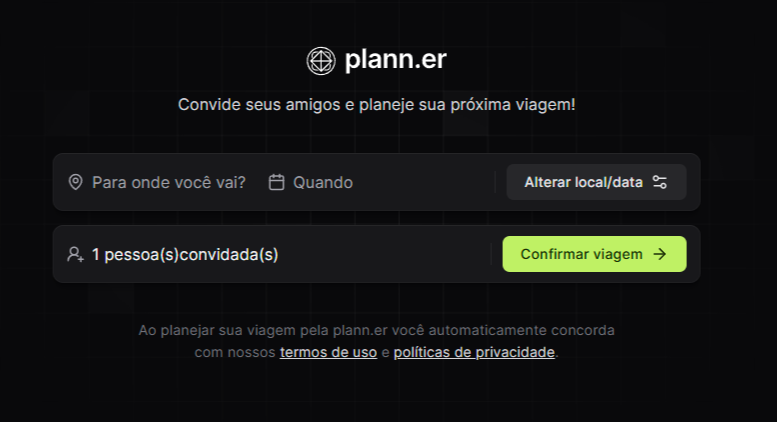 plann.er
Convide seus amigos e planeje sua próxima viagem!
Para onde você vai? Quando Alterar local/data
1 pessoa(s)convidada(s) Confirmar viagem
Ao planejar sua viagem pela plann.er você automaticamente concorda
com nossos termos de uso e políticas de privacidade.